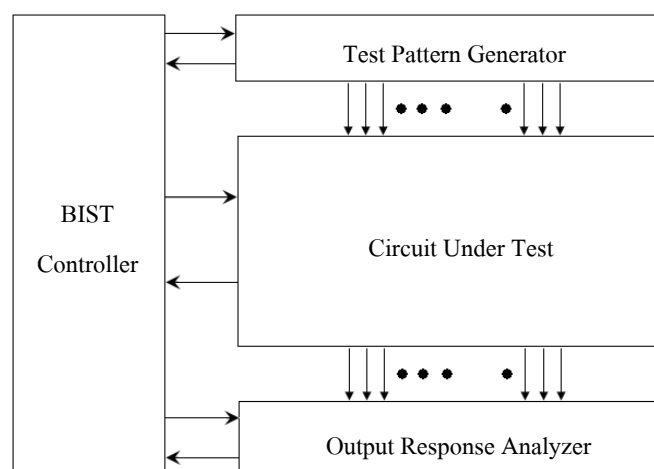 Test Pattern Generator
BIST
Controller
Circuit Under Test
Output Response Analyzer